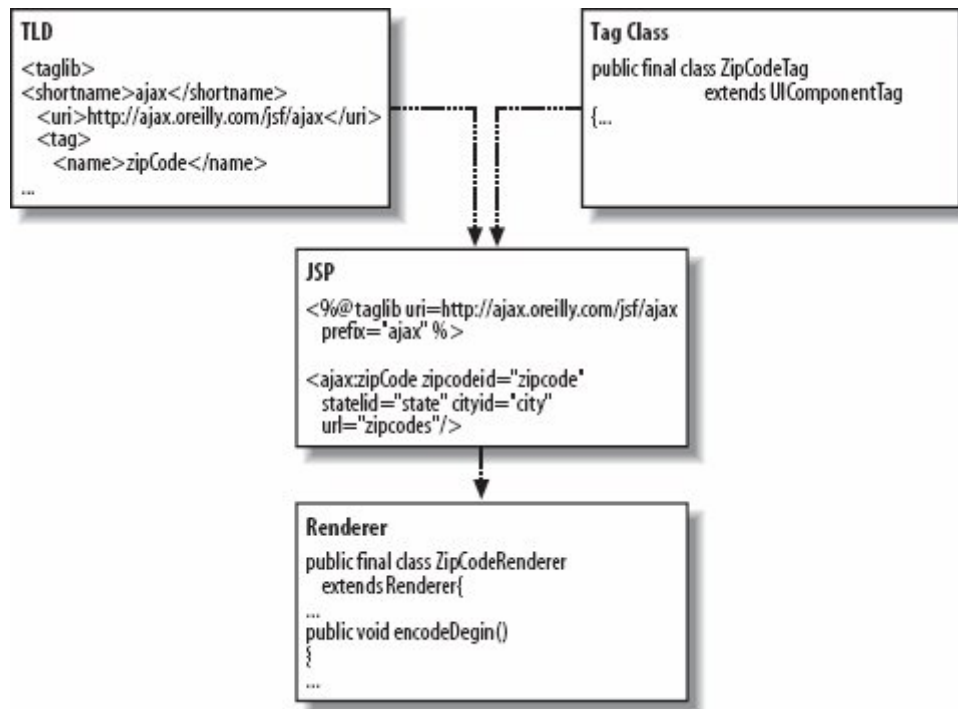 TLD
<taglib>
<shortname>ajax</shortname>
<uri>http://ajax.oreilly.com/jsf/ajax</uri>
<tag>
<name>zipCode</name>
...
Tag Class
public final class ZipCodeTag
extends UIComponentTag
{...
JSP
<%@taglib uri=http://ajax.oreilly.com/jsf/ajax
prefix="ajax" %>
<ajax:zipCode zipcodeid="zipcode"
statelid="state" cityid="city"
url="zipcodes"/>
Renderer
public final class ZipCodeRenderer
extends Renderer{
...
public void encodeDegin()
{
...